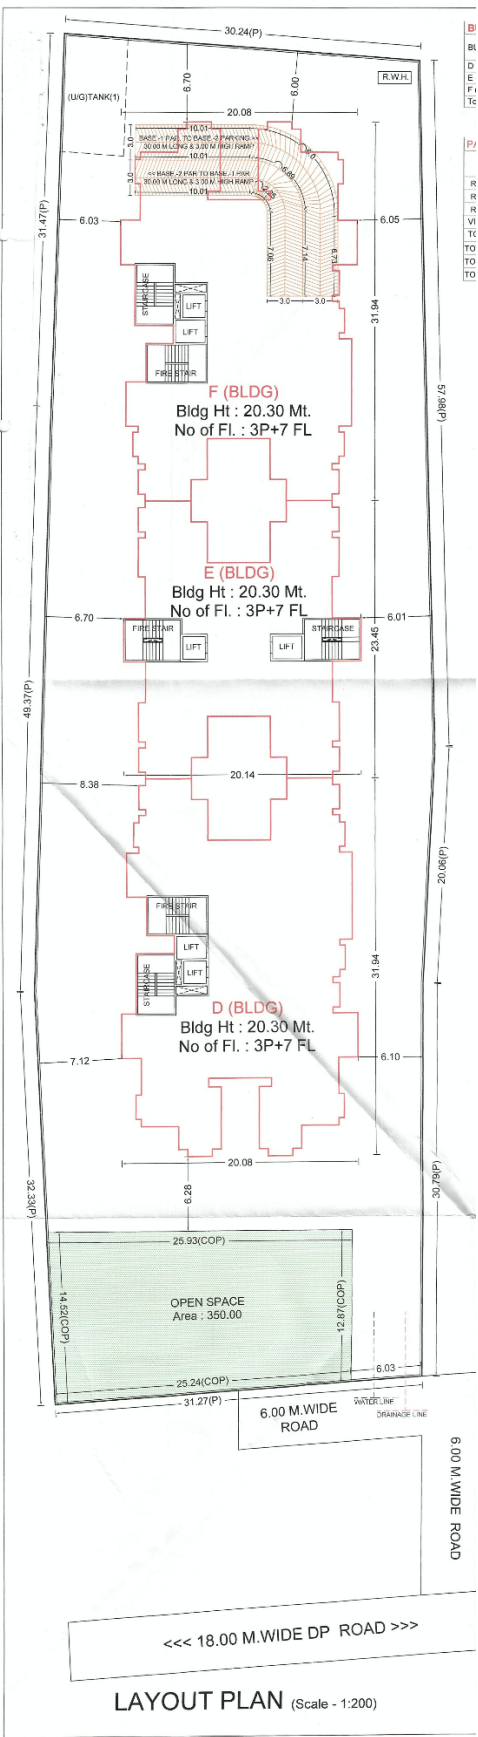 30.24(P)
(U/G)TANK(1)
6.70
6.00
R.W.H.
20.08
10.01
BASE -1 PAR. TO BASE -2 PARKING <<
30.00 M LONG & 3.00 M HIGH RAMP
10.01
<< BASE -2 PAR TO BASE -1 PAR
30.00 M LONG & 3.00 M HIGH RAMP
10.01
3.0
3.0
6.89
31.47(P)
6.03
6.05
7.06
7.14
6.73
3.0
3.0
STAIRCASE
LIFT
LIFT
FIRE STAIR
31.94
F (BLDG)
Bldg Ht : 20.30 Mt.
No of Fl. : 3P+7 FL
57.98(P)
E (BLDG)
Bldg Ht : 20.30 Mt.
No of Fl. : 3P+7 FL
6.70
FIRE STAIR
LIFT
LIFT
STAIRCASE
6.01
23.45
49.37(P)
20.14
8.38
20.06(P)
FIRE STAIR
LIFT
LIFT
STAIRCASE
31.94
D (BLDG)
Bldg Ht : 20.30 Mt.
No of Fl. : 3P+7 FL
7.12
6.10
20.08
6.28
32.33(P)
30.79(P)
25.93(COP)
14.52(COP)
OPEN SPACE
Area : 350.00
12.87(COP)
25.24(COP)
6.03
31.27(P)
WATER LINE
DRAINAGE LINE
6.00 M.WIDE
ROAD
6.00 M.WIDE ROAD
<<< 18.00 M.WIDE DP ROAD >>>
LAYOUT PLAN (Scale - 1:200)